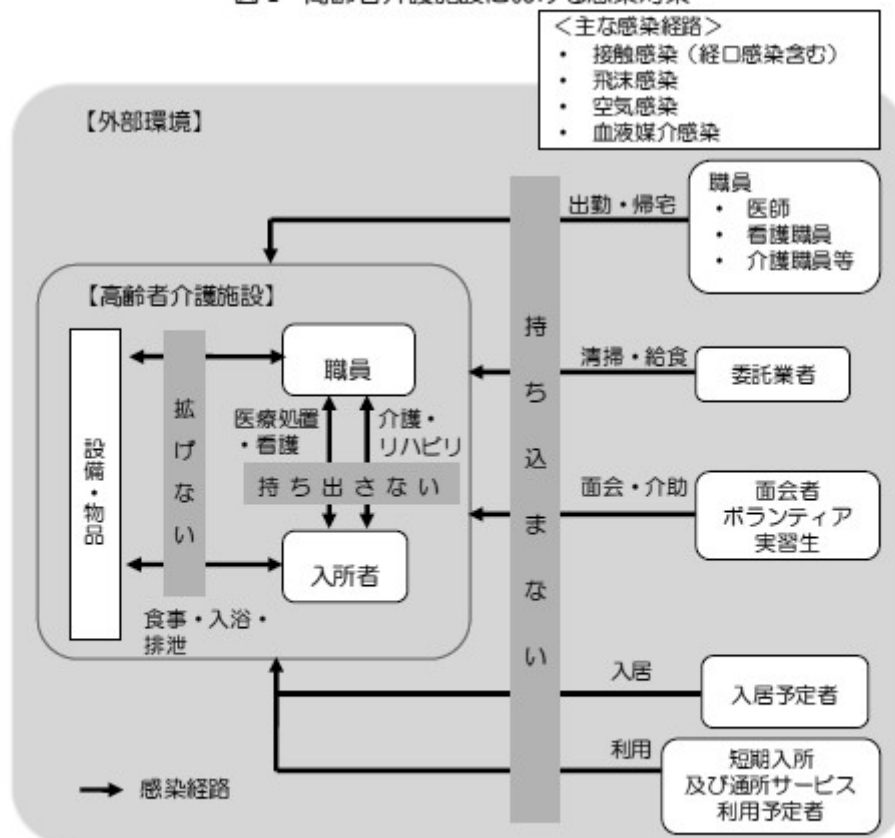 ＜主な感染経路＞
・ 接触感染（経口感染含む）
・ 飛沫感染
・ 空気感染
・ 血液媒介感染
【外部環境】
職員
・ 医師
・ 看護職員
・ 介護職員等
出勤・帰宅
【高齢者介護施設】
持ち込まない
清掃・給食
委託業者
職員
拡げない
設備・物品
医療処置
・看護
介護・
リハビリ
持ち出さない
面会・介助
面会者
ボランティア
実習生
入所者
食事・入浴・
排泄
入居
入居予定者
利用
短期入所
及び通所サービス
利用予定者
感染経路